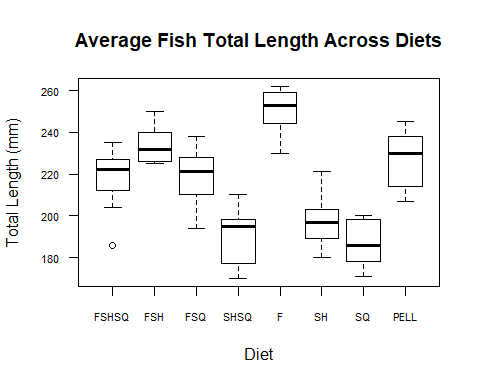 Average Fish Total Length Across Diets
Total Length (mm)
260
240
220
200
180
FSHSQ FSH FSQ SHSQ F SH SQ PELL
Diet